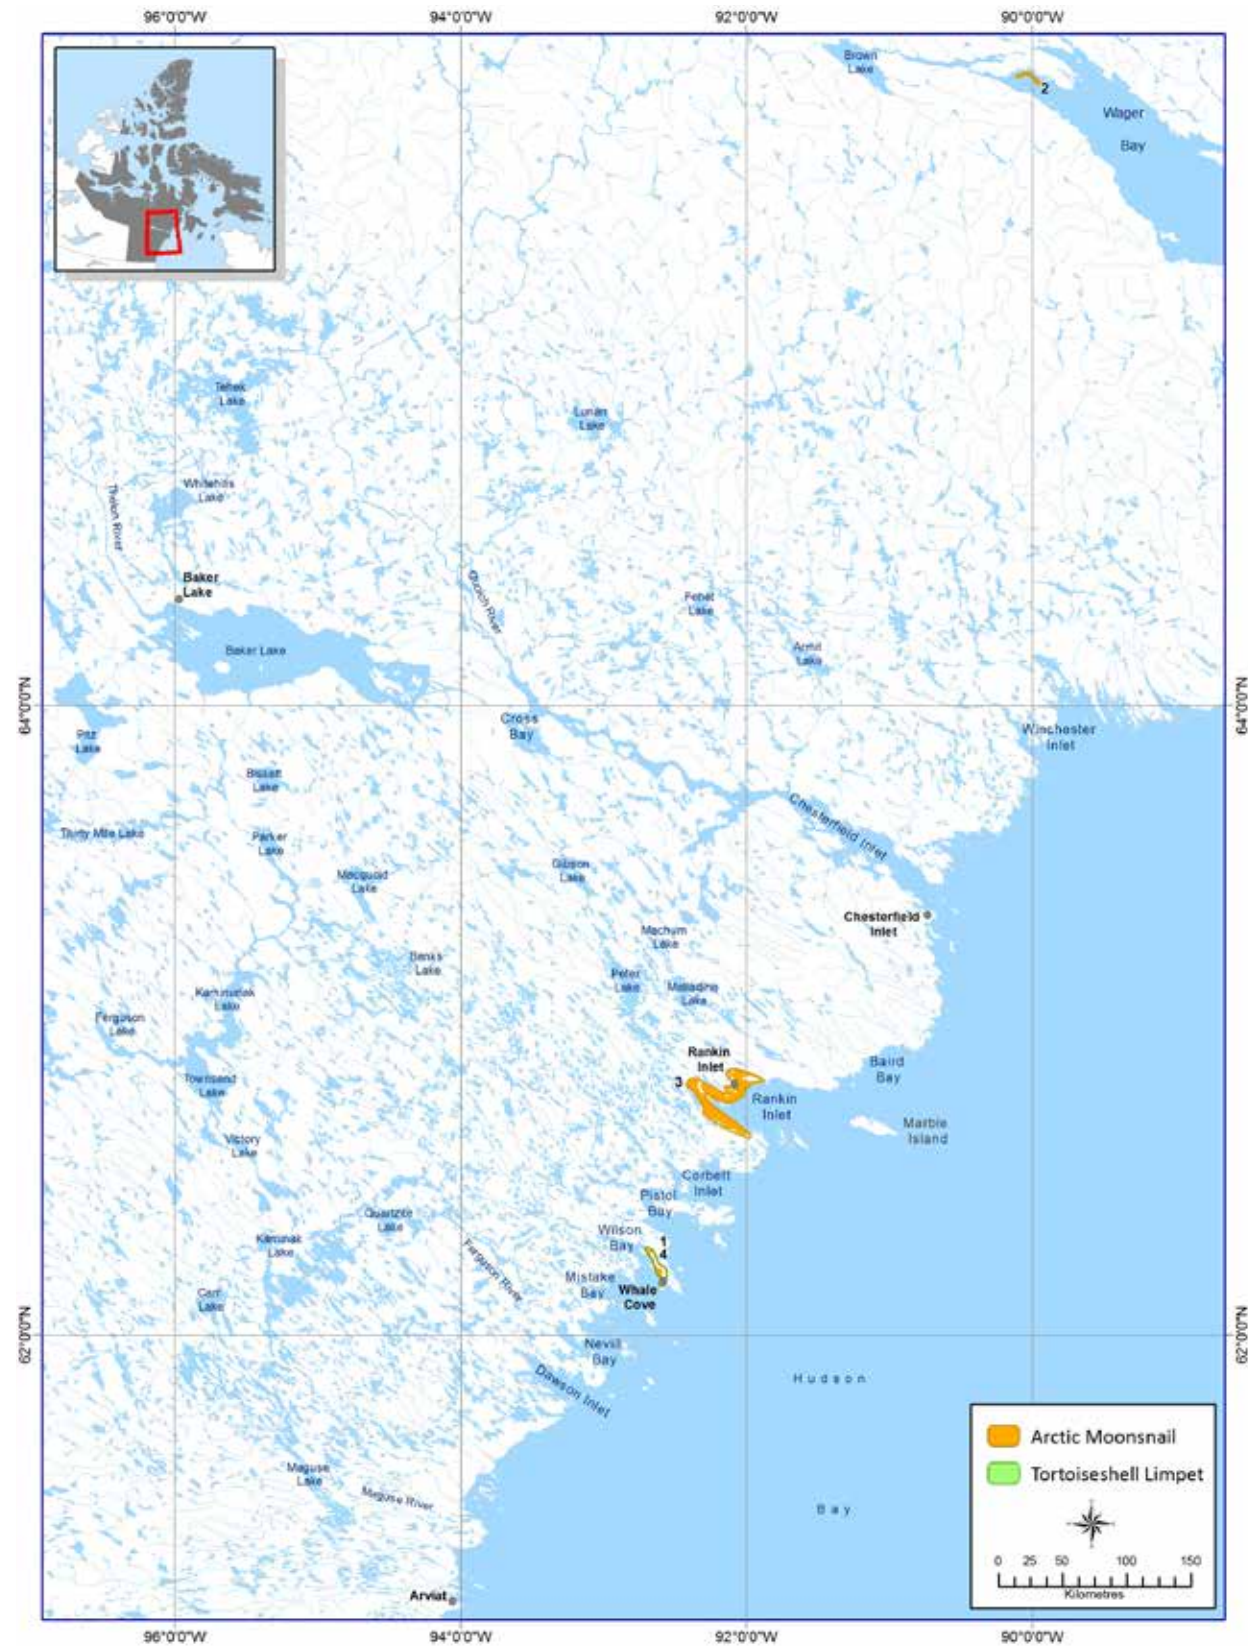 96°0'0"W
94°0'0"W
92°0'0"W
90°0'0"W
Brown
Lake
2
Wager
Bay
Tehek
Lake
Lunan
Lake
Whitehills
Lake
Thelon River
Baker
Lake
Quoich River
Baker Lake
Lake
Armit
Lake
64°0'0"N
64°0'0"N
Cross
Bay
Pitz
Lake
Winchester
Inlet
Bissett
Lake
Chesterfield Inlet
Thirty Mile Lake
Parker
Lake
Gibson
Lake
Macquoid
Lake
Chesterfield
Inlet
Machum
Lake
Banks
Lake
Peter
Lake
Meliadine
Lake
Kaminuriak
Lake
Ferguson
Lake
Rankin
Inlet
3
Baird
Bay
Townsend
Lake
Rankin
Inlet
Marble
Island
Victory
Lake
Corbett
Inlet
Pistol
Bay
Quartzite
Lake
Wilson
Bay
1
4
Kaminak
Lake
Ferguson River
Mistake
Bay
Whale
Cove
Carr
Lake
62°0'0"N
62°0'0"N
Nevill
Bay
Dawson Inlet
Hudson
Bay
Maguse
Lake
Maguse River
Arviat
Arctic Moonsnail
Tortoiseshell Limpet
0 25 50 100 150
Kilometres
96°0'0"W
94°0'0"W
92°0'0"W
90°0'0"W